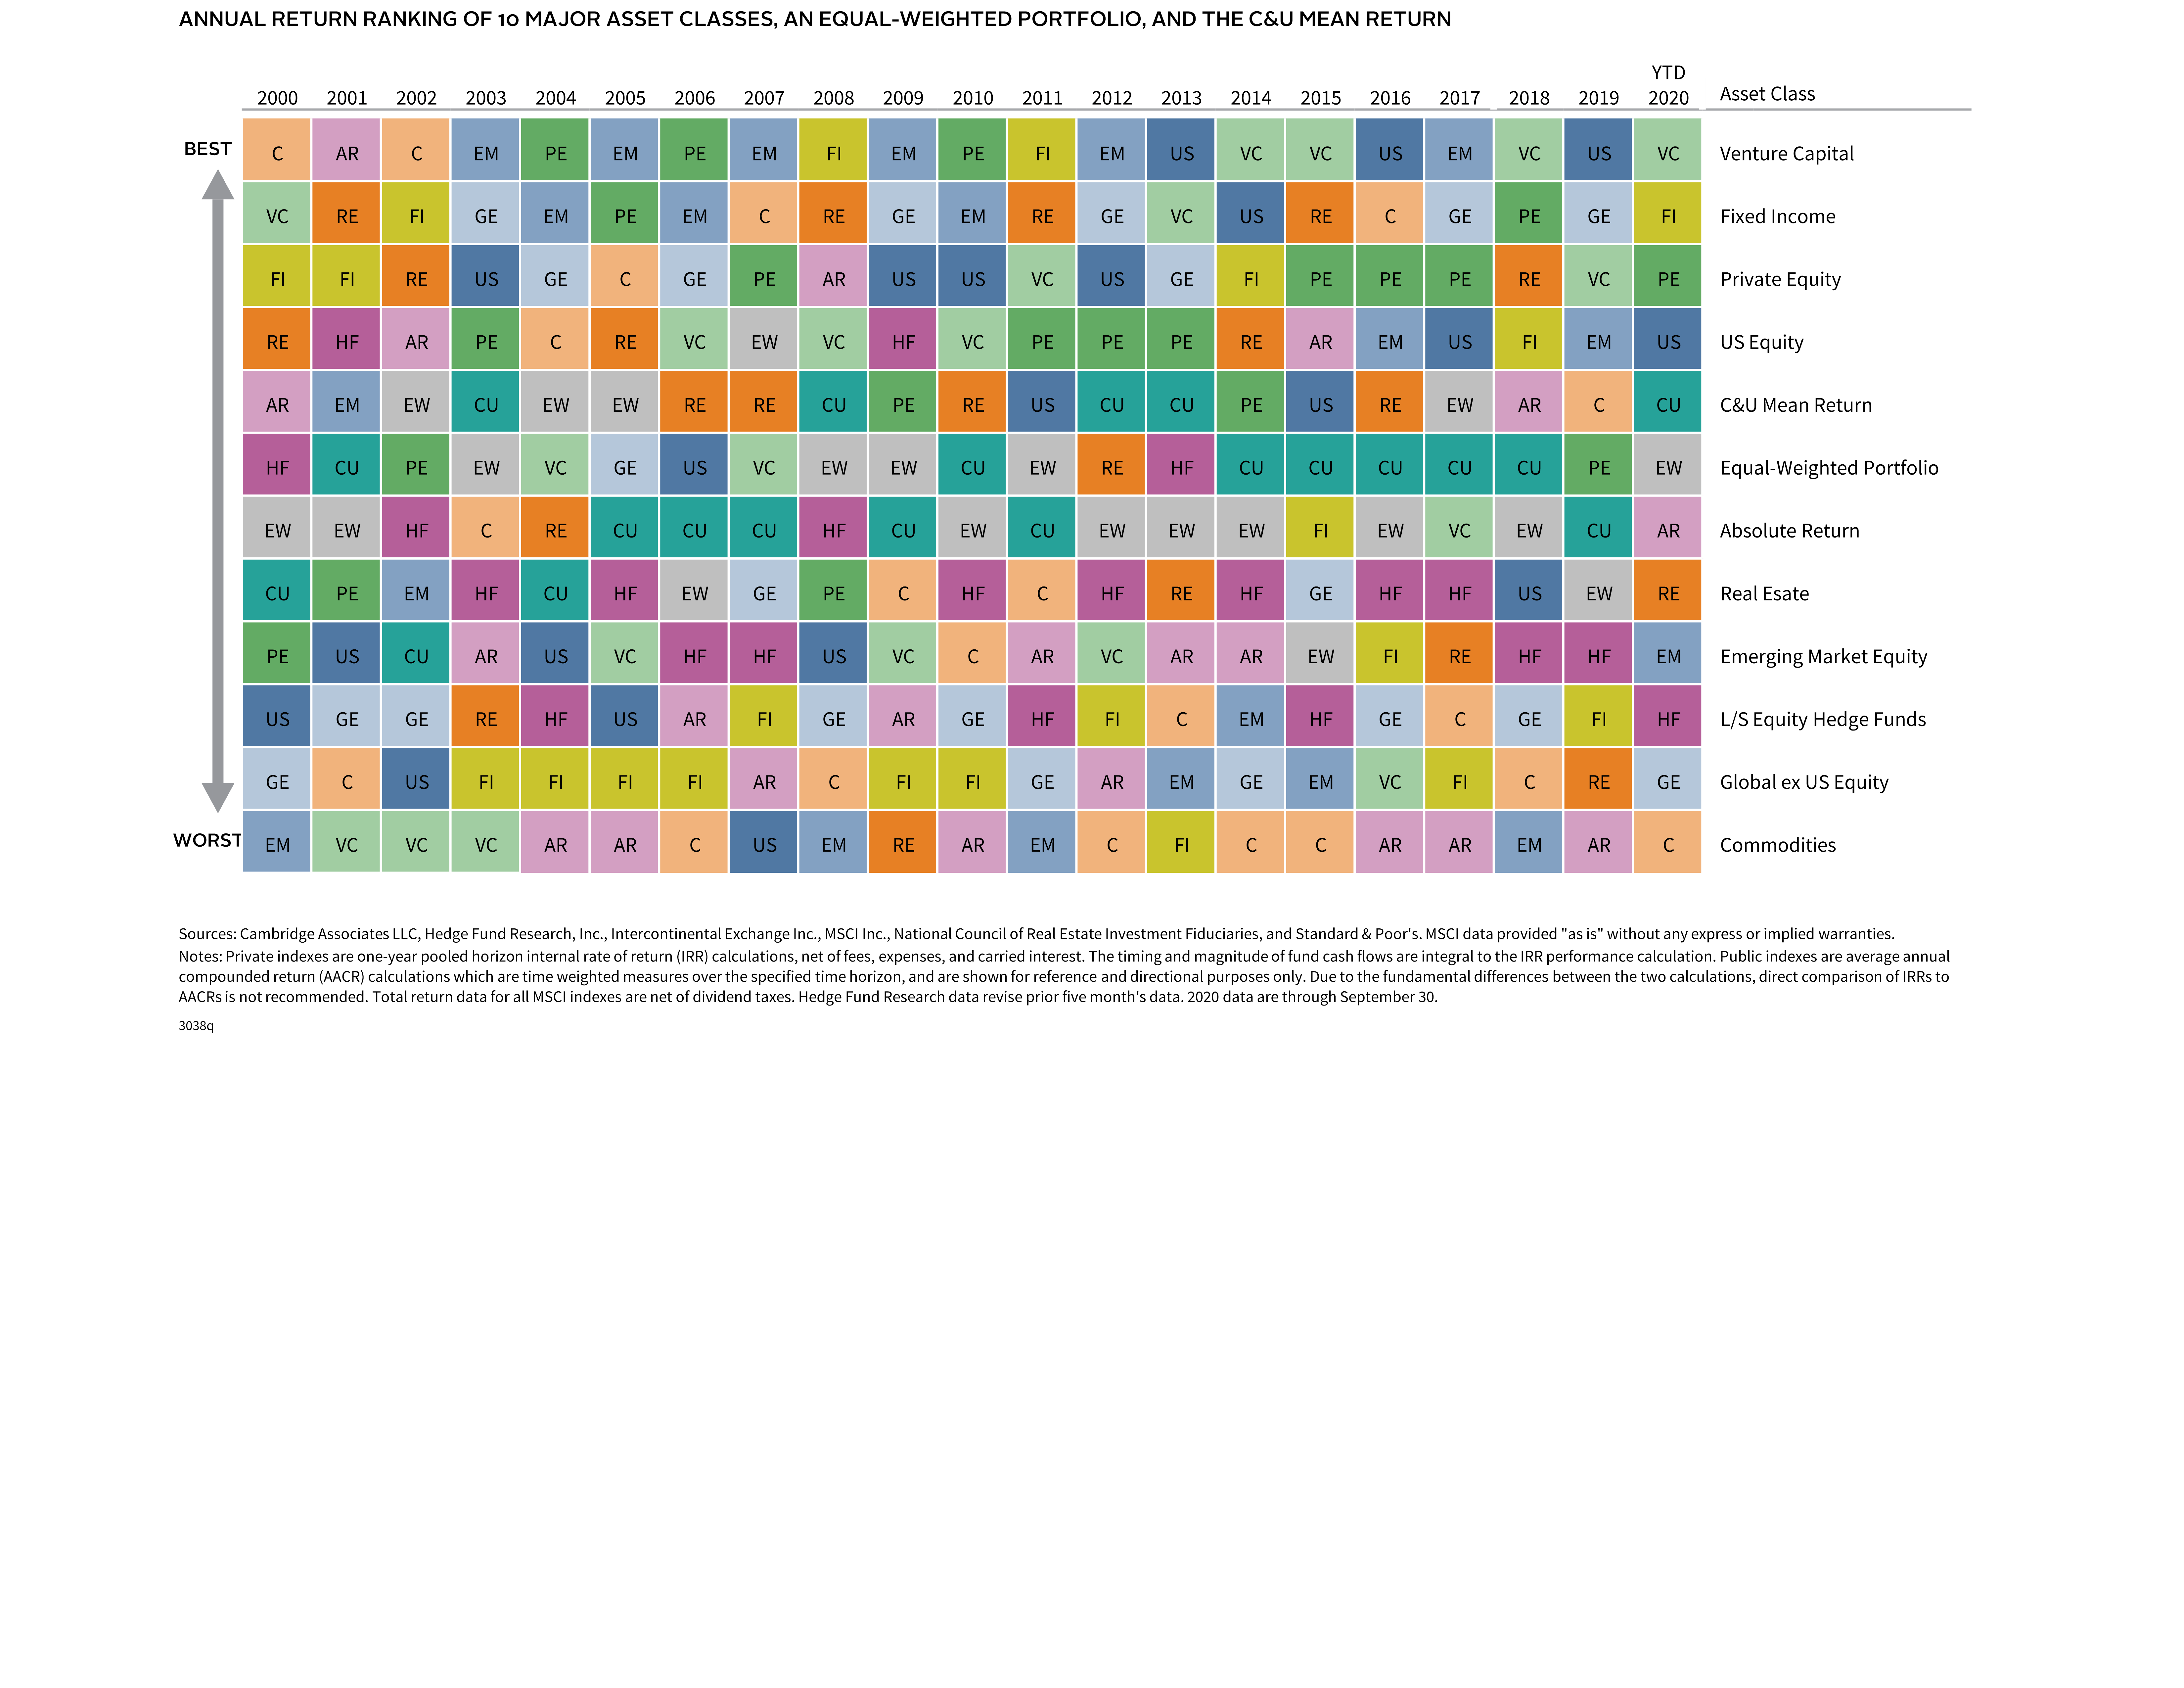 ANNUAL RETURN RANKING OF 10 MAJOR ASSET CLASSES, AN EQUAL-WEIGHTED PORTFOLIO, AND THE C&U MEAN RETURN
YTD
2000 2001 2002 2003 2004 2005 2006 2007 2008 2009 2010 2011 2012 2013 2014 2015 2016 2017 2018 2019 2020 Asset Class
BEST C AR C EM PE EM PE EM FI EM PE FI EM US VC VC US EM VC US VC Venture Capital
VC RE FI GE EM PE EM C RE GE EM RE GE VC US RE C GE PE GE FI Fixed Income
FI FI RE US GE C GE PE AR US US VC US GE FI PE PE PE RE VC PE Private Equity
RE HF AR PE C RE VC EW VC HF VC PE PE PE RE AR EM US FI EM US US Equity
AR EM EW CU EW EW RE RE CU PE RE US CU CU PE US RE EW AR C CU C&U Mean Return
HF CU PE EW VC GE US VC EW EW CU EW RE HF CU CU CU CU CU PE EW Equal-Weighted Portfolio
EW EW HF C RE CU CU CU HF CU EW CU EW EW EW FI EW VC EW CU AR Absolute Return
CU PE EM HF CU HF EW GE PE C HF C HF RE HF GE HF HF US EW RE Real Esate
PE US CU AR US VC HF HF US VC C AR VC AR AR EW FI RE HF HF EM Emerging Market Equity
US GE GE RE HF US AR FI GE AR GE HF FI C EM HF GE C GE FI HF L/S Equity Hedge Funds
GE C US FI FI FI FI AR C FI FI GE AR EM GE EM VC FI C RE GE Global ex US Equity
WORST EM VC VC VC AR AR C US EM RE AR EM C FI C C AR AR EM AR C Commodities
Sources: Cambridge Associates LLC, Hedge Fund Research, Inc., Intercontinental Exchange Inc., MSCI Inc., National Council of Real Estate Investment Fiduciaries, and Standard & Poor's. MSCI data provided "as is" without any express or implied warranties.
Notes: Private indexes are one-year pooled horizon internal rate of return (IRR) calculations, net of fees, expenses, and carried interest. The timing and magnitude of fund cash flows are integral to the IRR performance calculation. Public indexes are average annual
compounded return (AACR) calculations which are time weighted measures over the specified time horizon, and are shown for reference and directional purposes only. Due to the fundamental differences between the two calculations, direct comparison of IRRs to
AACRs is not recommended. Total return data for all MSCI indexes are net of dividend taxes. Hedge Fund Research data revise prior five month's data. 2020 data are through September 30.
3038q